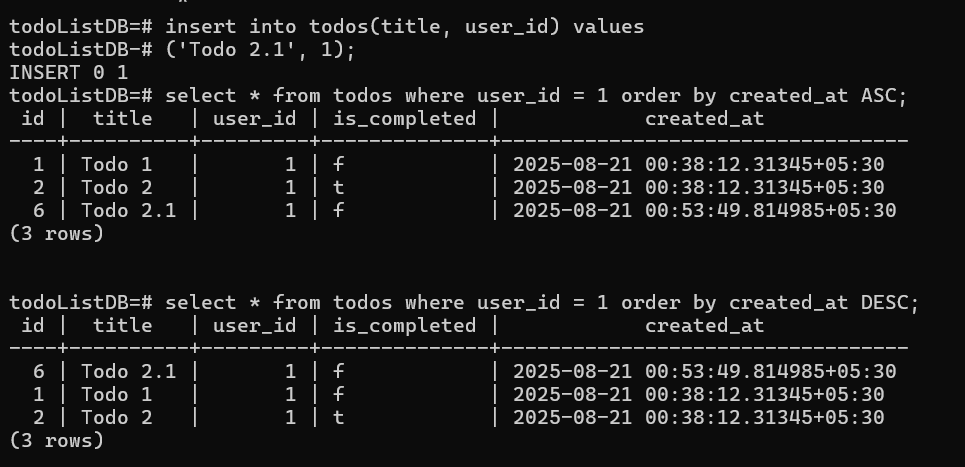 todoListDB=# insert into todos(title, user_id) values
todoListDB-# ('Todo 2.1', 1);
INSERT 0 1
todoListDB=# select * from todos where user_id = 1 order by created_at ASC;
 id |  title   | user_id | is_completed |            created_at
----+----------+---------+--------------+----------------------------------
  1 | Todo 1   |       1 | f            | 2025-08-21 00:38:12.31345+05:30
  2 | Todo 2   |       1 | t            | 2025-08-21 00:38:12.31345+05:30
  6 | Todo 2.1 |       1 | f            | 2025-08-21 00:53:49.814985+05:30
(3 rows)
todoListDB=# select * from todos where user_id = 1 order by created_at DESC;
 id |  title   | user_id | is_completed |            created_at
----+----------+---------+--------------+----------------------------------
  6 | Todo 2.1 |       1 | f            | 2025-08-21 00:53:49.814985+05:30
  1 | Todo 1   |       1 | f            | 2025-08-21 00:38:12.31345+05:30
  2 | Todo 2   |       1 | t            | 2025-08-21 00:38:12.31345+05:30
(3 rows)